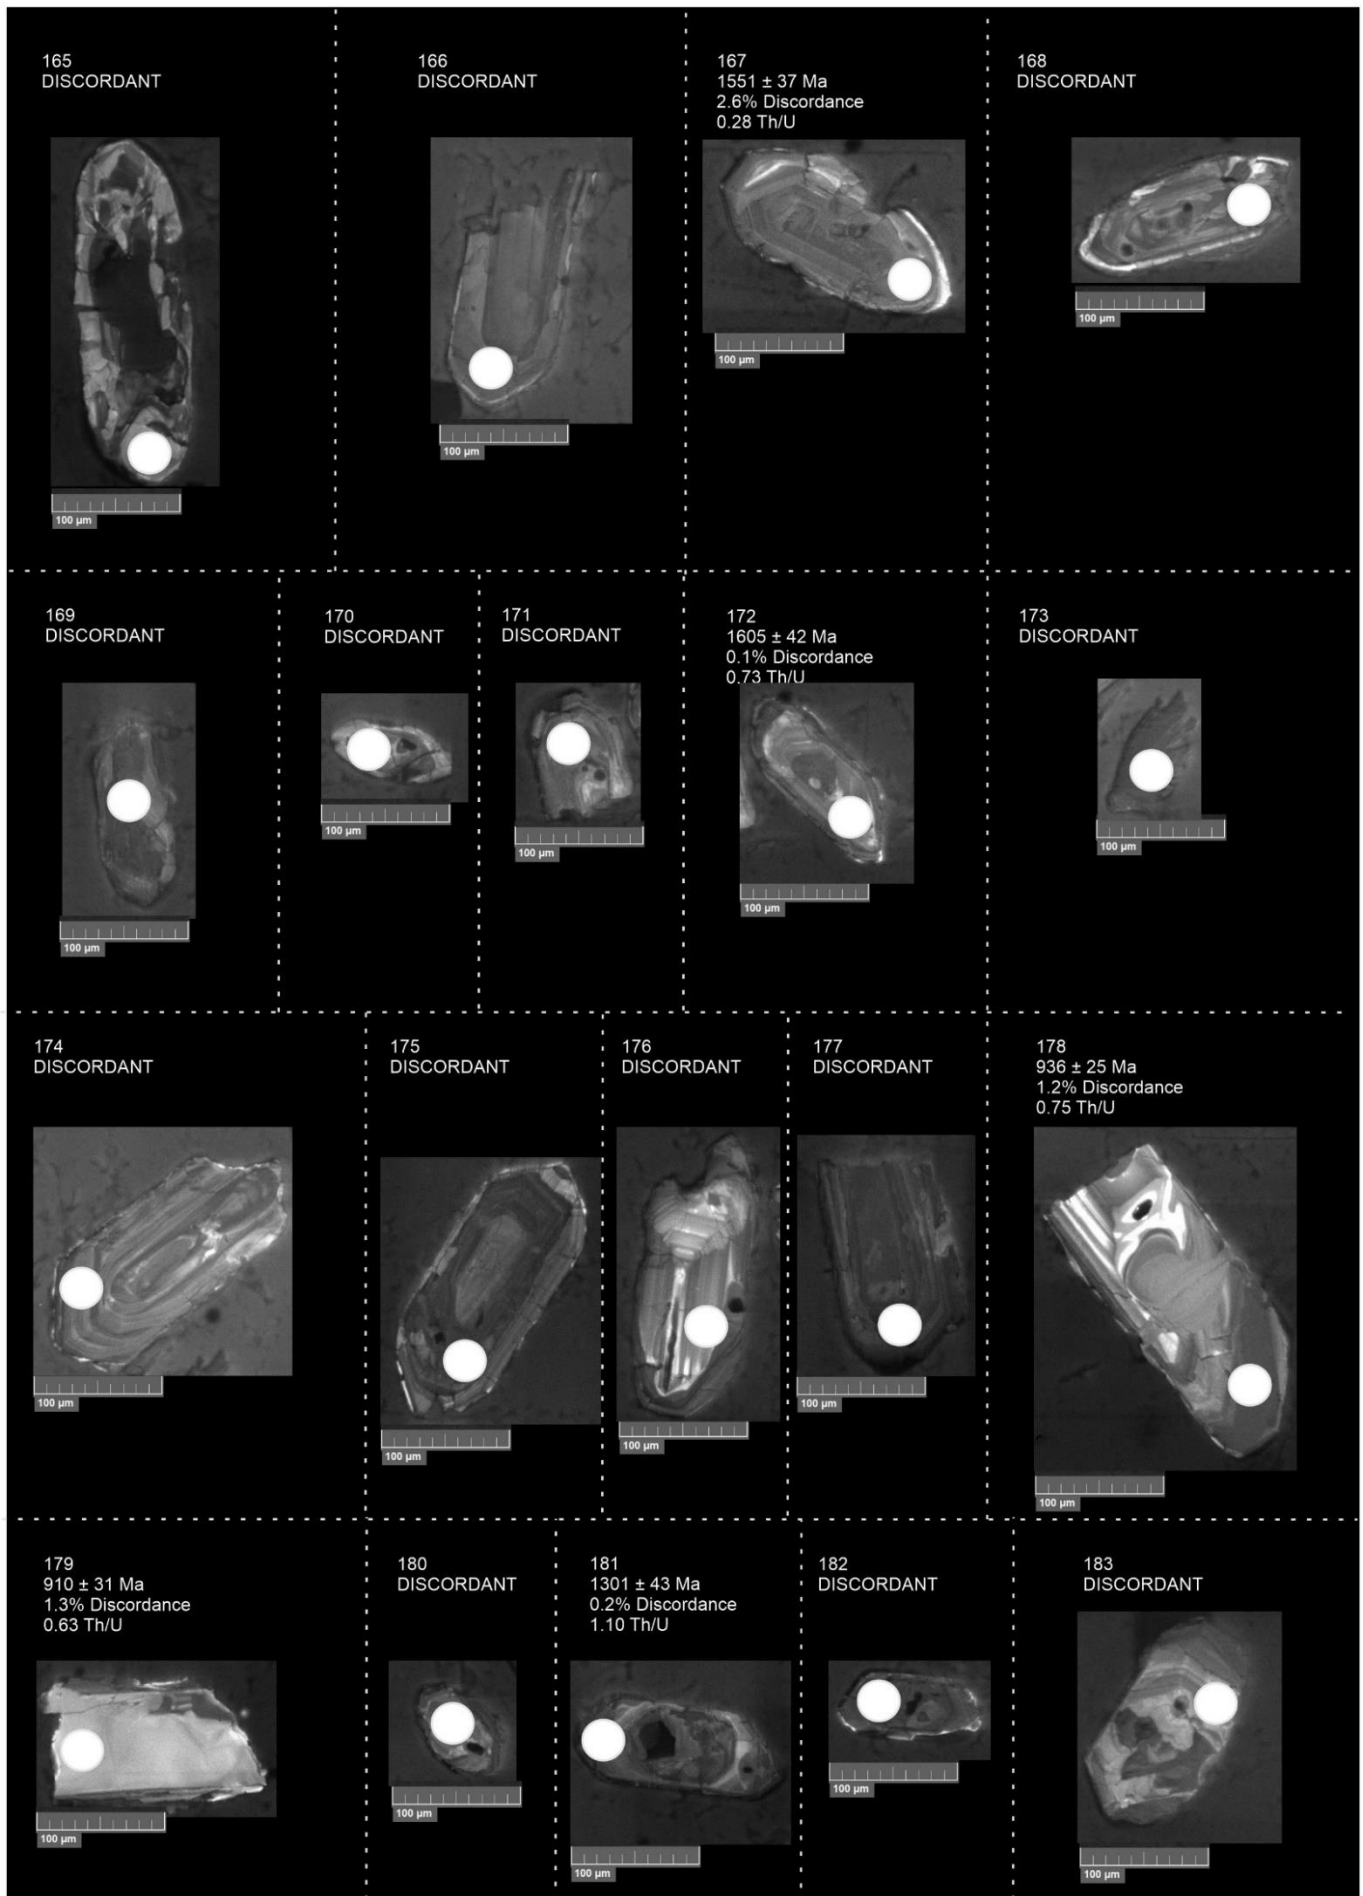 165
DISCORDANT
166
DISCORDANT
167
1551 ± 37 Ma
2.6% Discordance
0.28 Th/U
168
DISCORDANT
100 µm
100 µm
100 µm
100 µm
169
DISCORDANT
170
DISCORDANT
171
DISCORDANT
172
1605 ± 42 Ma
0.1% Discordance
0.73 Th/U
173
DISCORDANT
100 µm
100 µm
100 µm
100 µm
100 µm
174
DISCORDANT
175
DISCORDANT
176
DISCORDANT
177
DISCORDANT
178
936 ± 25 Ma
1.2% Discordance
0.75 Th/U
100 µm
100 µm
100 µm
100 µm
100 µm
179
910 ± 31 Ma
1.3% Discordance
0.63 Th/U
180
DISCORDANT
181
1301 ± 43 Ma
0.2% Discordance
1.10 Th/U
182
DISCORDANT
183
DISCORDANT
100 µm
100 µm
100 µm
100 µm
100 µm